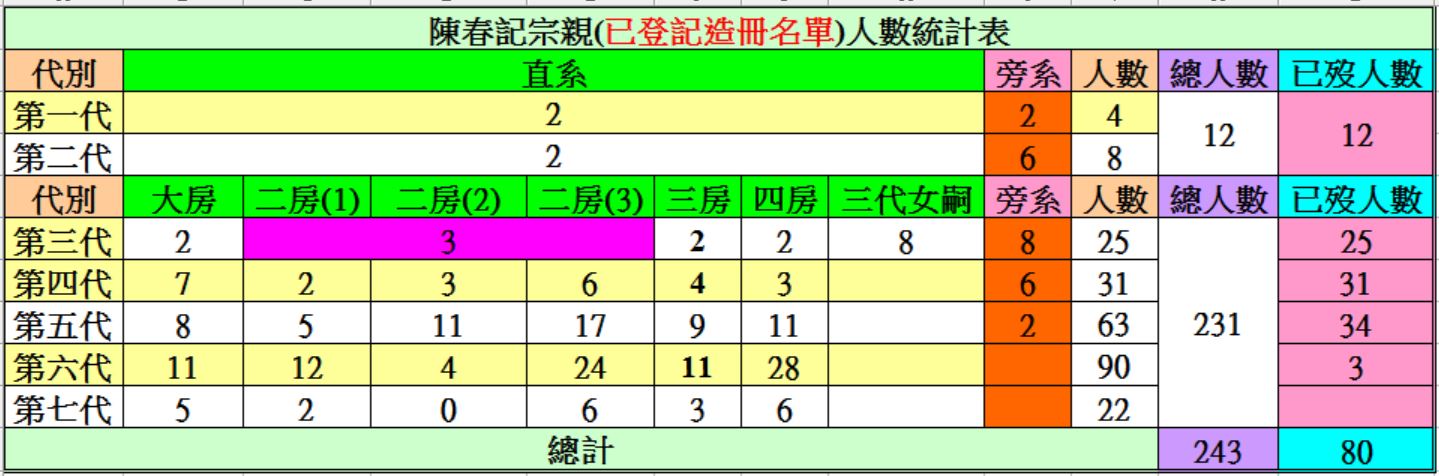 陳春記宗親(已登記造冊名單)人數統計表
代別 直系 旁系 人數 總人數 已歿人數
第一代 2 2 4 12 12
第二代 2 6 8
代別 大房 二房(1) 二房(2) 二房(3) 三房 四房 三代女嗣 旁系 人數 總人數 已歿人數
第三代 2 3 2 2 8 8 25 25
第四代 7 2 3 6 4 3 6 31 31
第五代 8 5 11 17 9 11 2 63 231 34
第六代 11 12 4 24 11 28 90 3
第七代 5 2 0 6 3 6 22
總計 243 80